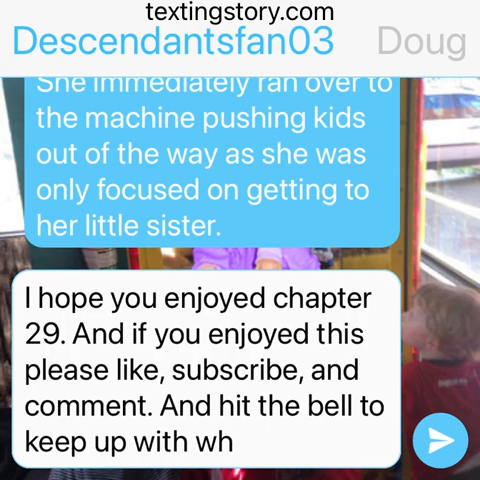 textingstory.com
Descendantsfan03 Doug
She immediately ran over to
the machine pushing kids
out of the way as she was
only focused on getting to
her little sister.
I hope you enjoyed chapter
29. And if you enjoyed this
please like, subscribe, and
comment. And hit the bell to
keep up with wh